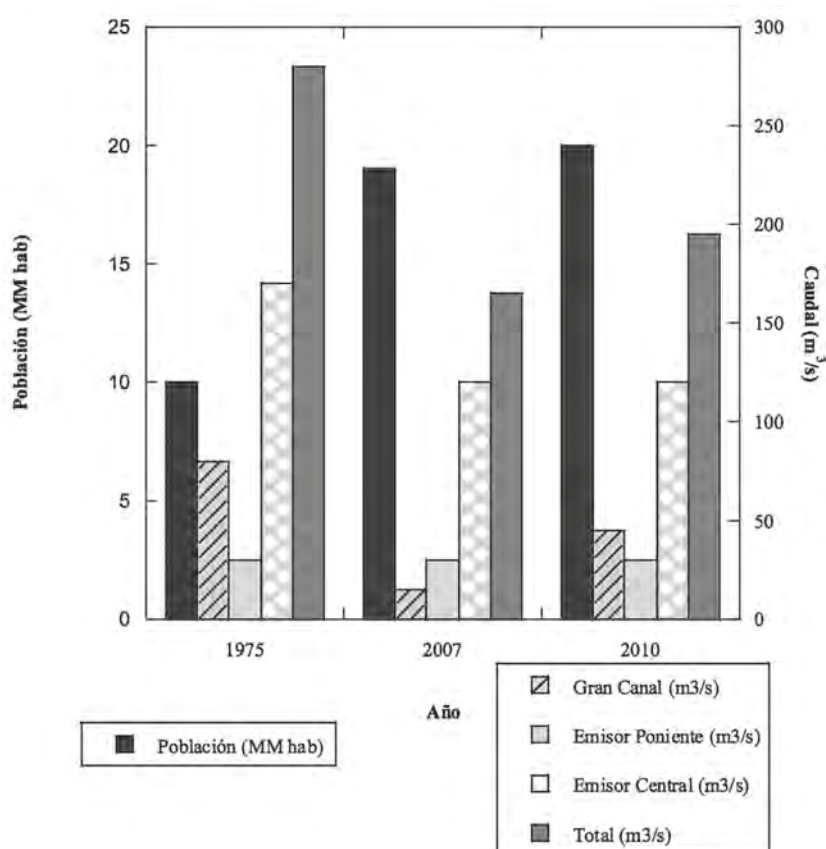 25
20
15
10
5
0
Población (MM hab)
300
250
200
150
100
50
0
Caudal (m³/s)
1975
2007
2010
Año
Población (MM hab)
Gran Canal (m3/s)
Emisor Poniente (m3/s)
Emisor Central (m3/s)
Total (m3/s)